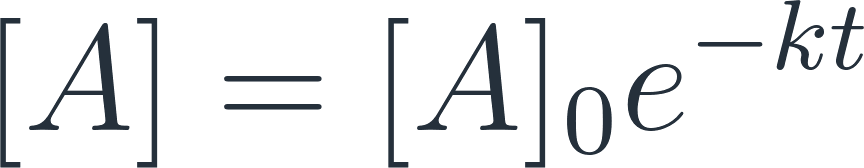 [A] = [A]₀e^{-kt}